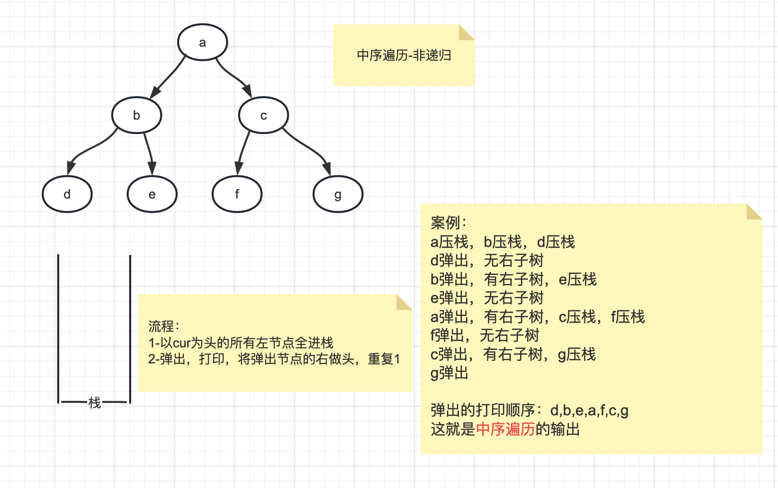 a
中序遍历-非递归
b
c
d
e
f
g
案例：
a压栈，b压栈，d压栈
d弹出，无右子树
b弹出，有右子树，e压栈
e弹出，无右子树
a弹出，有右子树，c压栈，f压栈
f弹出，无右子树
c弹出，有右子树，g压栈
g弹出
弹出的打印顺序：d,b,e,a,f,c,g
这就是中序遍历的输出
流程：
1-以cur为头的所有左节点全进栈
2-弹出，打印，将弹出节点的右做头，重复1
栈